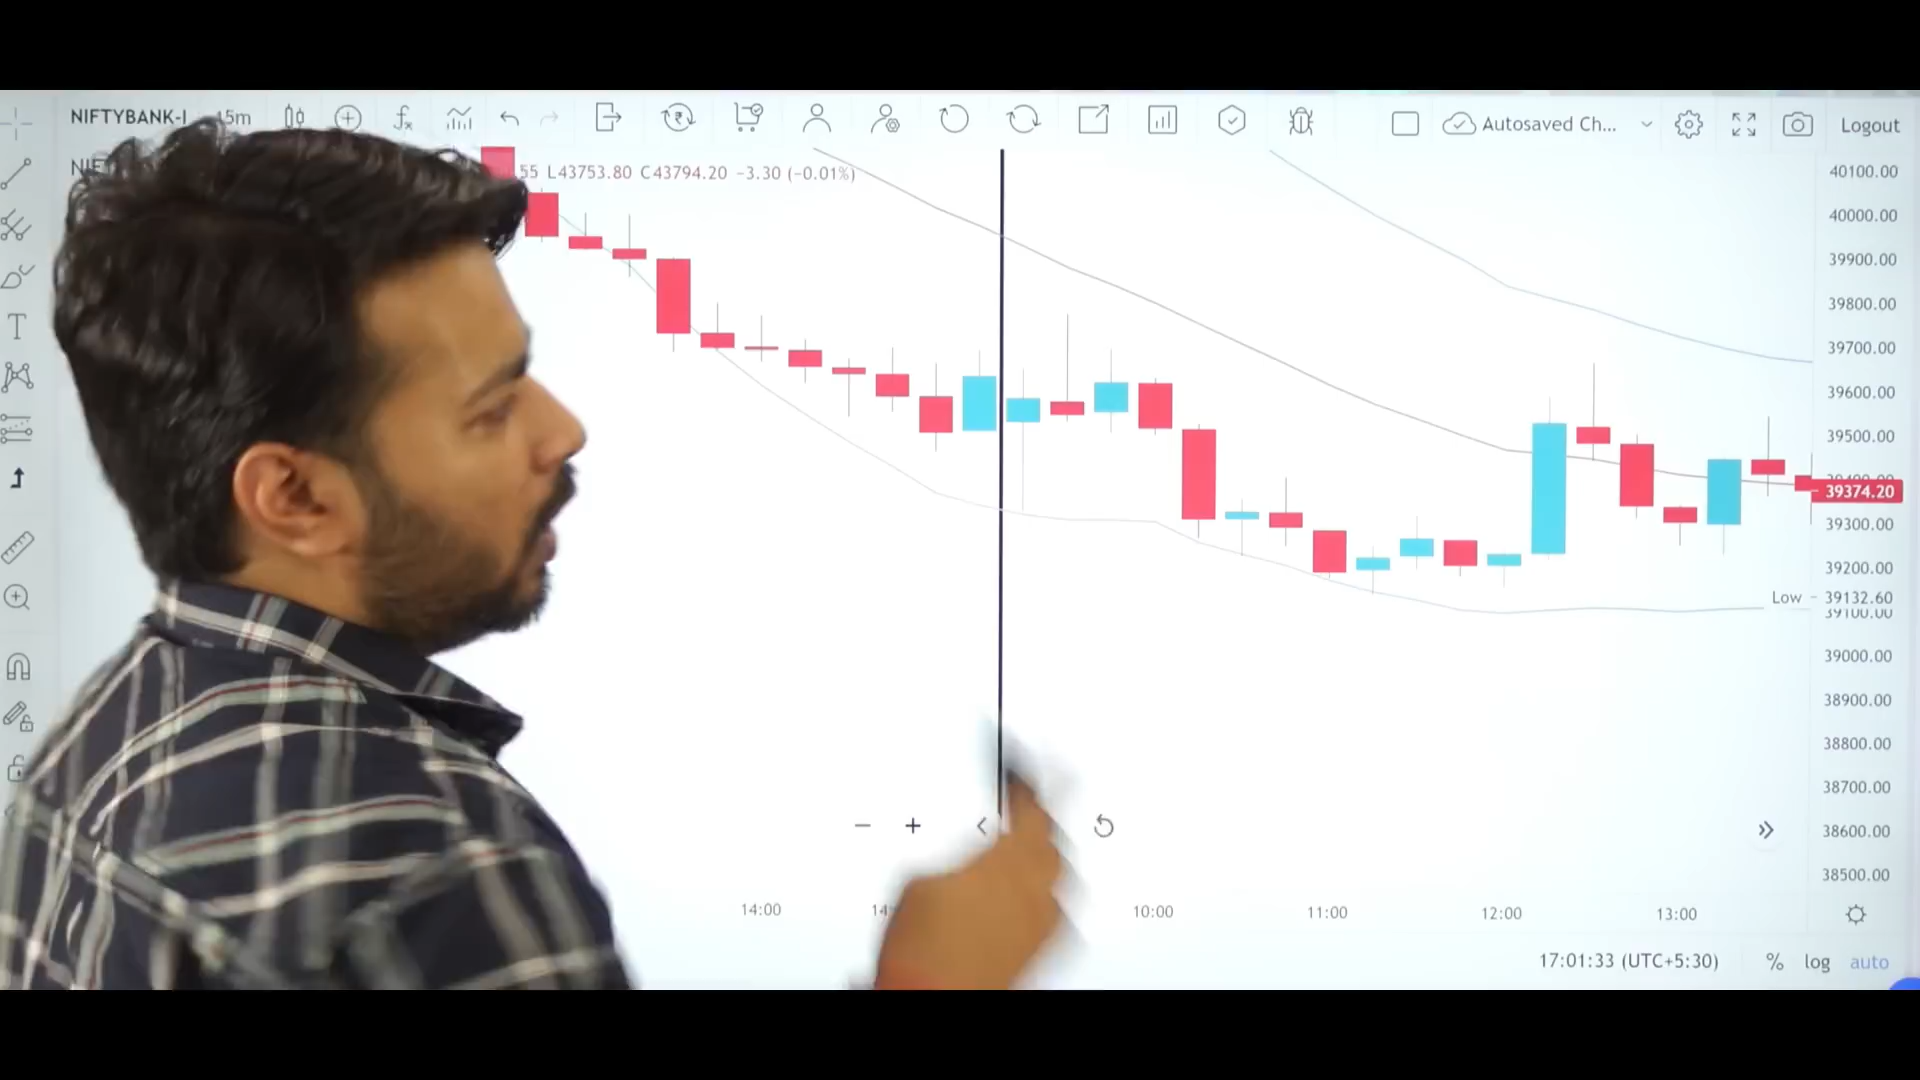 NIFTYBANK-I 15m
Autosaved Ch...
Logout
55 L43753.80 C43794.20 −3.30 (−0.01%)
40100.00
40000.00
39900.00
39800.00
39700.00
39600.00
39500.00
39374.20
39300.00
39200.00
Low 39132.60
39100.00
39000.00
38900.00
38800.00
38700.00
38600.00
38500.00
14:00 10:00 11:00 12:00 13:00
17:01:33 (UTC+5:30) % log auto